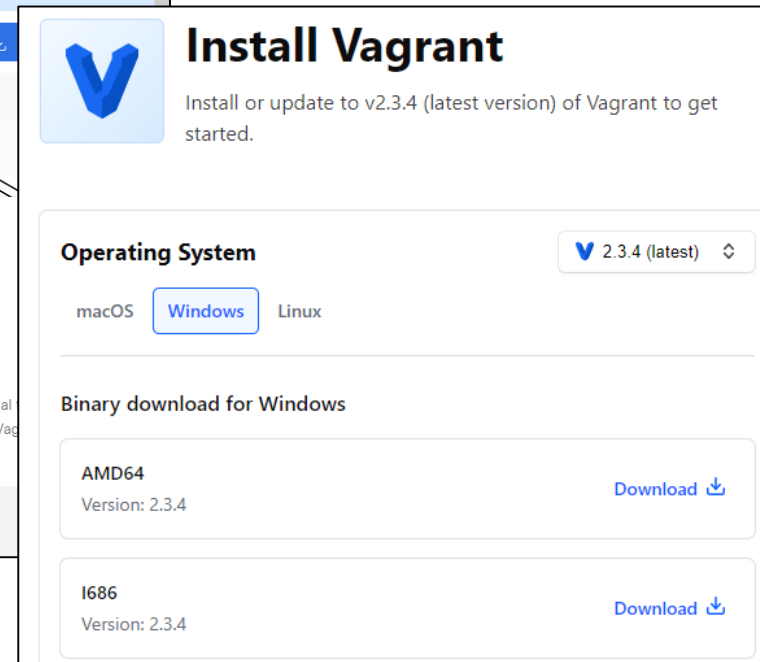 Install Vagrant
Install or update to v2.3.4 (latest version) of Vagrant to get
started.
Operating System
2.3.4 (latest)
macOS
Windows
Linux
Binary download for Windows
AMD64
Version: 2.3.4
Download
I686
Version: 2.3.4
Download
al
Vag